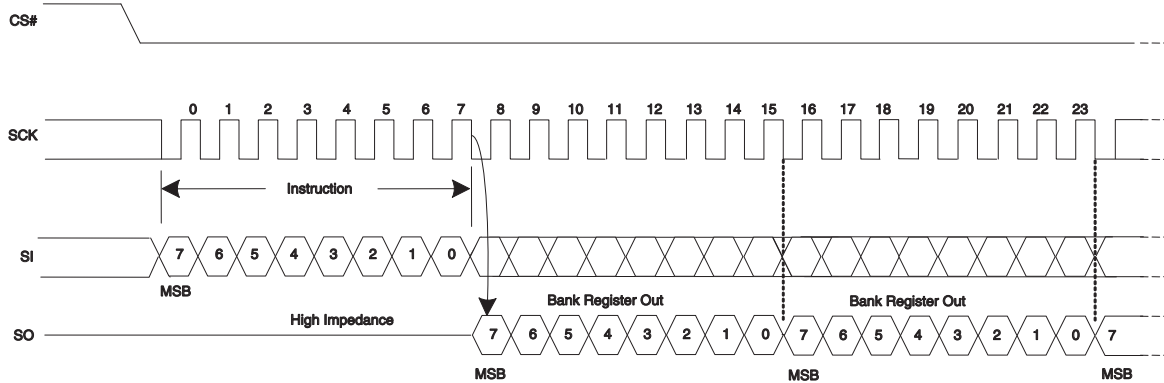 CS#
0 1 2 3 4 5 6 7 8 9 10 11 12 13 14 15 16 17 18 19 20 21 22 23
SCK
Instruction
SI
7 6 5 4 3 2 1 0
MSB
Bank Register Out Bank Register Out
High Impedance
SO
7 6 5 4 3 2 1 0 7 6 5 4 3 2 1 0 7
MSB MSB MSB